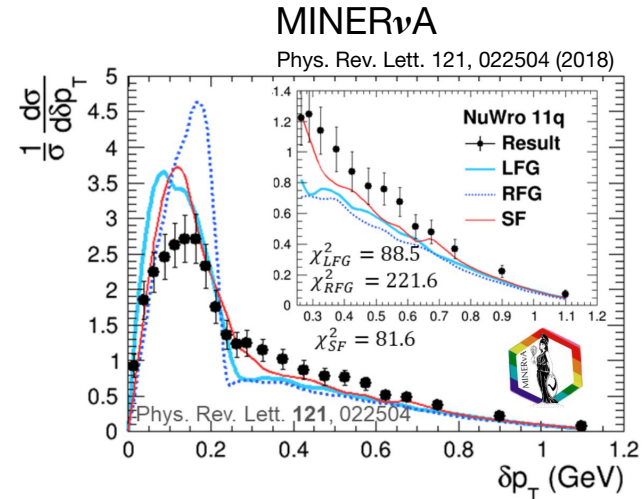 MINERνA
Phys. Rev. Lett. 121, 022504 (2018)
1/σ dσ/dδp_T
5
4.5
4
3.5
3
2.5
2
1.5
1
0.5
0
0 0.2 0.4 0.6 0.8 1 1.2
δp_T (GeV)
1.4
1.2
1
0.8
0.6
0.4
0.2
0
0.3 0.4 0.5 0.6 0.7 0.8 0.9 1 1.1 1.2
NuWro 11q
Result
LFG
RFG
SF
χ²_LFG = 88.5
χ²_RFG = 221.6
χ²_SF = 81.6
MINERνA
Phys. Rev. Lett. 121, 022504